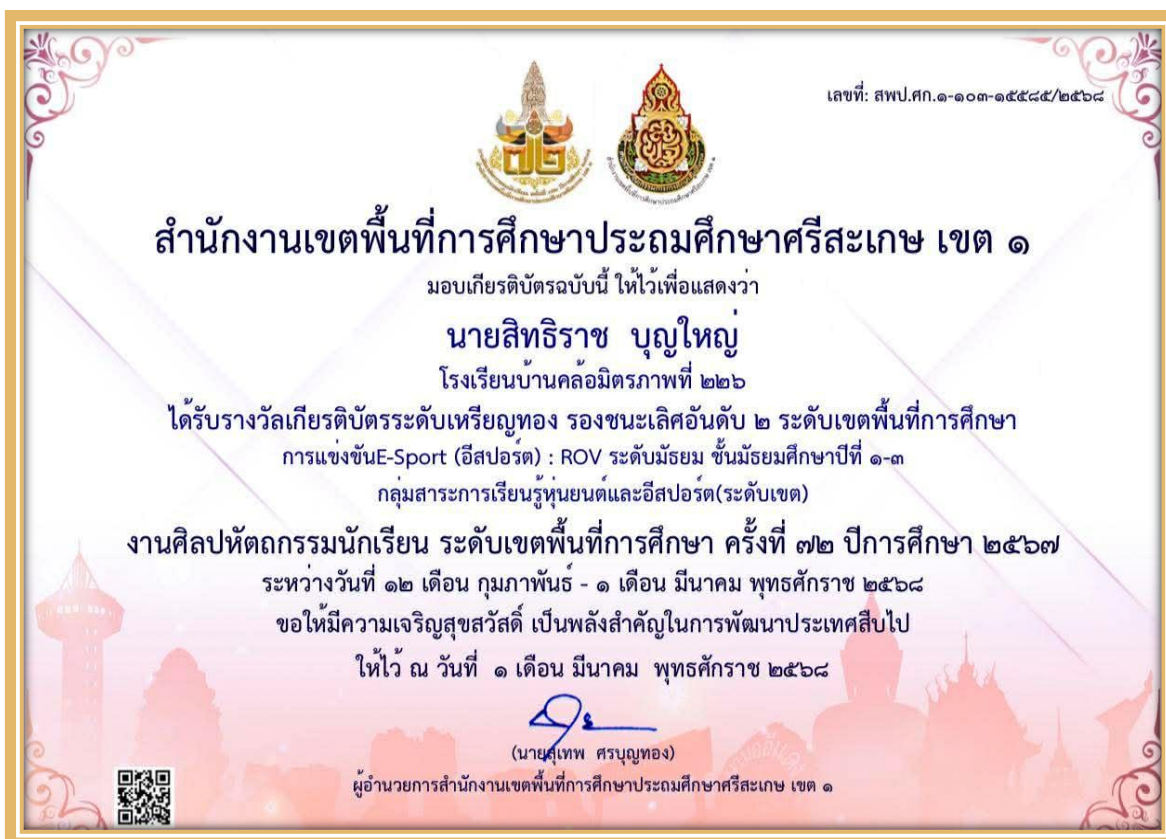 เลขที่: สพป.ศก.๑-๑๐๓-๑๕๕๘๕/๒๕๖๘
๗๒
สำนักงานเขตพื้นที่การศึกษาประถมศึกษาศรีสะเกษ เขต ๑
มอบเกียรติบัตรฉบับนี้ ให้ไว้เพื่อแสดงว่า
นายสิทธิราช บุญใหญ่
โรงเรียนบ้านคล้อมิตรภาพที่ ๒๒๖
ได้รับรางวัลเกียรติบัตรระดับเหรียญทอง รองชนะเลิศอันดับ ๒ ระดับเขตพื้นที่การศึกษา
การแข่งขันE-Sport (อีสปอร์ต) : ROV ระดับมัธยม ชั้นมัธยมศึกษาปีที่ ๑-๓
กลุ่มสาระการเรียนรู้หุ่นยนต์และอีสปอร์ต(ระดับเขต)
งานศิลปหัตถกรรมนักเรียน ระดับเขตพื้นที่การศึกษา ครั้งที่ ๗๒ ปีการศึกษา ๒๕๖๗
ระหว่างวันที่ ๑๒ เดือน กุมภาพันธ์ - ๑ เดือน มีนาคม พุทธศักราช ๒๕๖๘
ขอให้มีความเจริญสุขสวัสดิ์ เป็นพลังสำคัญในการพัฒนาประเทศสืบไป
ให้ไว้ ณ วันที่ ๑ เดือน มีนาคม พุทธศักราช ๒๕๖๘
(นายสุเทพ ศรบุญทอง)
ผู้อำนวยการสำนักงานเขตพื้นที่การศึกษาประถมศึกษาศรีสะเกษ เขต ๑